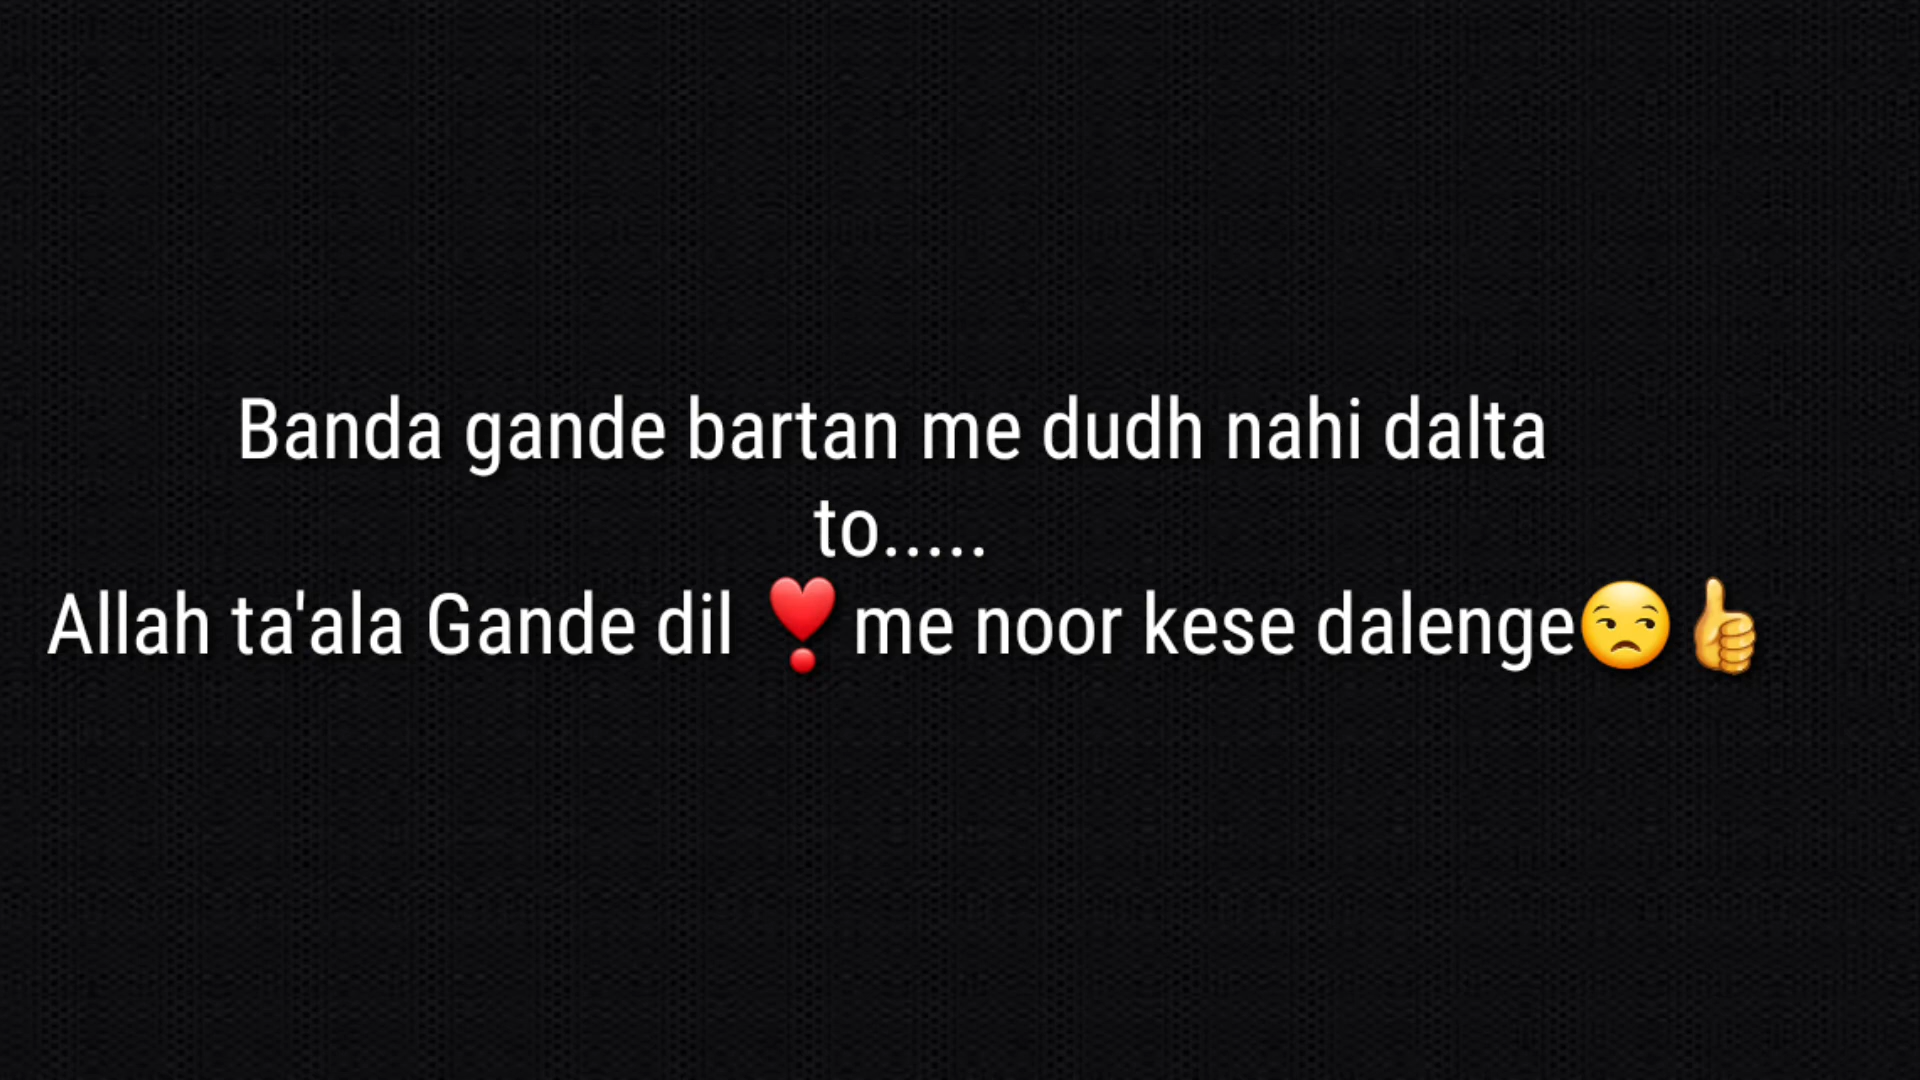 Banda gande bartan me dudh nahi dalta
to.....
Allah ta'ala Gande dil ❣️me noor kese dalenge😒👍